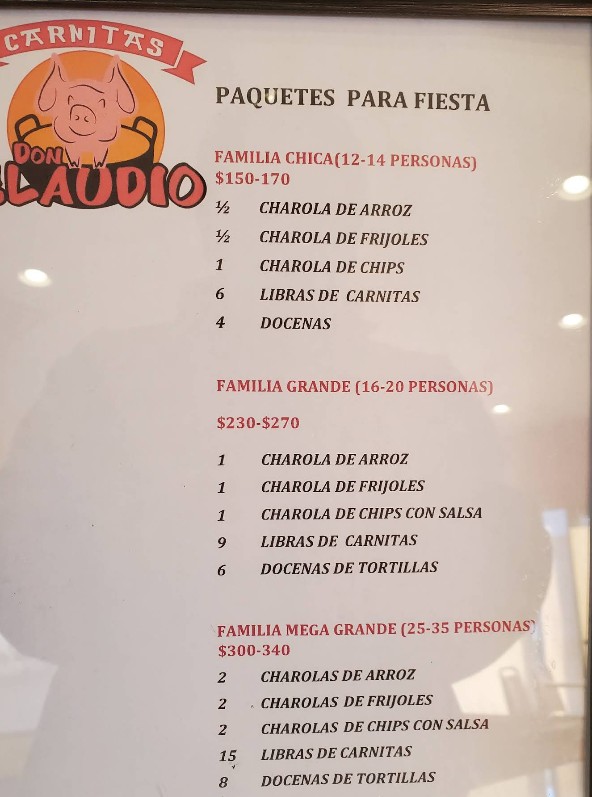 CARNITAS
DON
CLAUDIO
PAQUETES PARA FIESTA
FAMILIA CHICA(12-14 PERSONAS)
$150-170
½ CHAROLA DE ARROZ
½ CHAROLA DE FRIJOLES
1 CHAROLA DE CHIPS
6 LIBRAS DE CARNITAS
4 DOCENAS
FAMILIA GRANDE (16-20 PERSONAS)
$230-$270
1 CHAROLA DE ARROZ
1 CHAROLA DE FRIJOLES
1 CHAROLA DE CHIPS CON SALSA
9 LIBRAS DE CARNITAS
6 DOCENAS DE TORTILLAS
FAMILIA MEGA GRANDE (25-35 PERSONAS)
$300-340
2 CHAROLAS DE ARROZ
2 CHAROLAS DE FRIJOLES
2 CHAROLAS DE CHIPS CON SALSA
15 LIBRAS DE CARNITAS
8 DOCENAS DE TORTILLAS